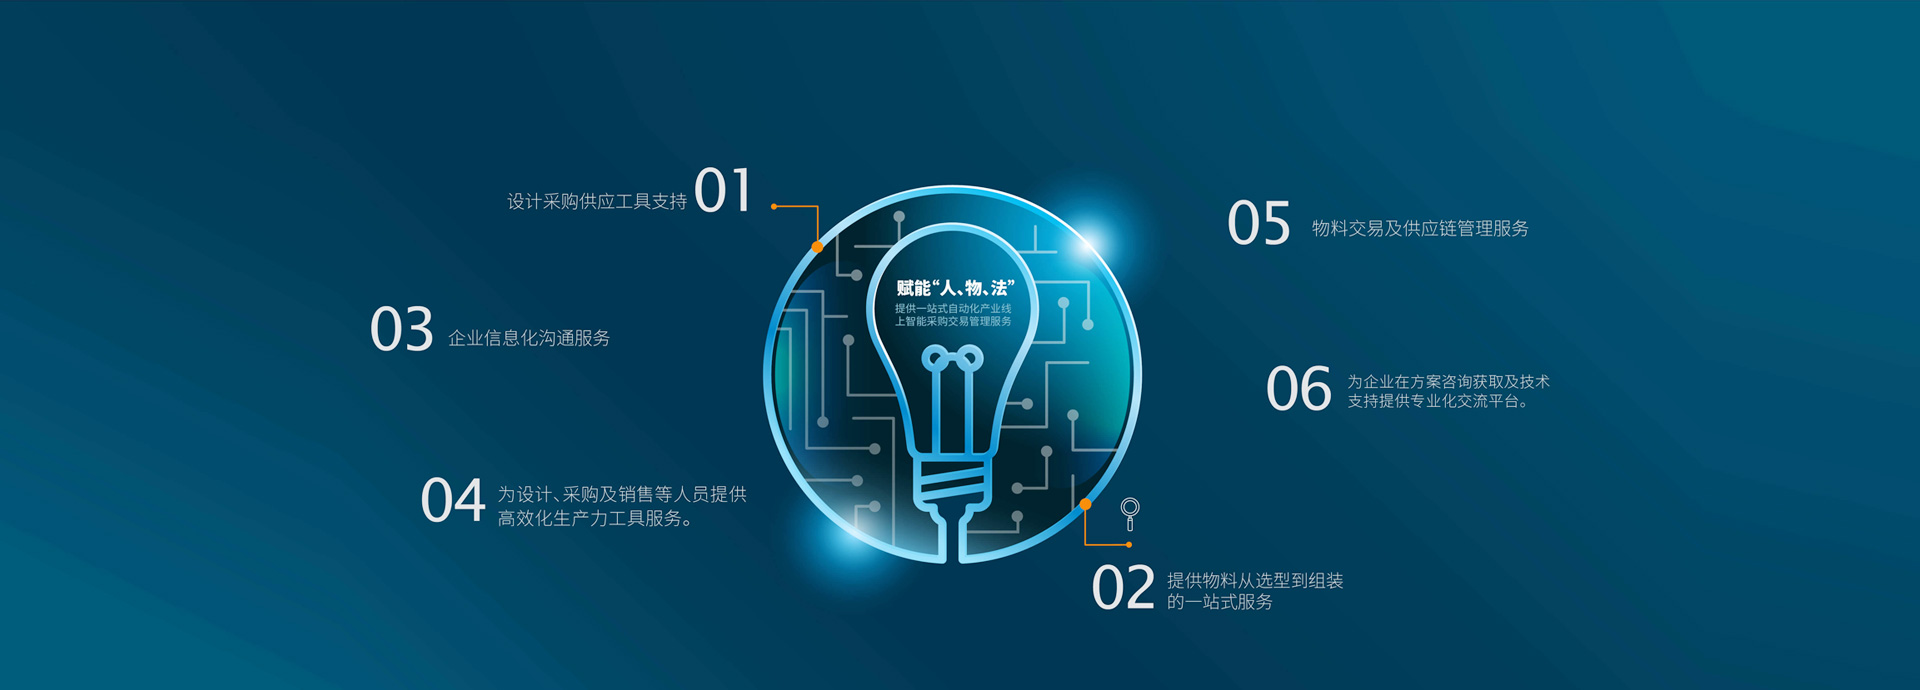 设计采购供应工具支持 01
03 企业信息化沟通服务
04
为设计、采购及销售等人员提供
高效化生产力工具服务。
赋能“人、物、法”
提供一站式自动化产业线
上智能采购交易管理服务
05 物料交易及供应链管理服务
06
为企业在方案咨询获取及技术
支持提供专业化交流平台。
02
提供物料从选型到组装
的一站式服务